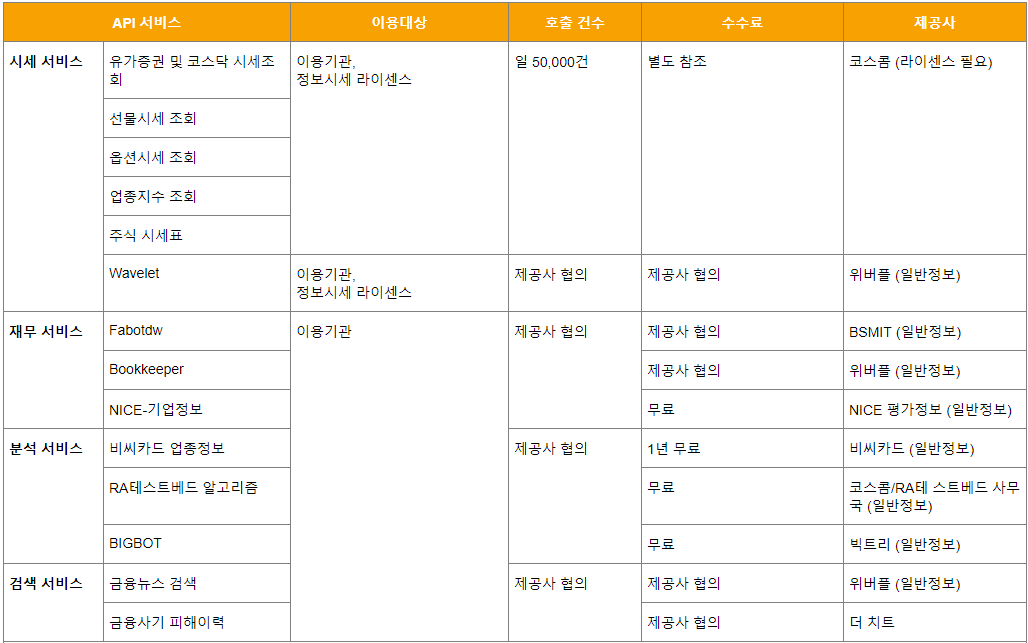 API 서비스 이용대상 호출 건수 수수료 제공사
시세 서비스 유가증권 및 코스닥 시세조 이용기관, 일 50,000건 별도 참조 코스콤 (라이센스 필요)
회 정보시세 라이센스
선물시세 조회
옵션시세 조회
업종지수 조회
주식 시세표
Wavelet 이용기관, 제공사 협의 제공사 협의 위버플 (일반정보)
정보시세 라이센스
재무 서비스 Fabotdw 이용기관 제공사 협의 제공사 협의 BSMIT (일반정보)
Bookkeeper 제공사 협의 위버플 (일반정보)
NICE-기업정보 무료 NICE 평가정보 (일반정보)
분석 서비스 비씨카드 업종정보 제공사 협의 1년 무료 비씨카드 (일반정보)
RA테스트베드 알고리즘 무료 코스콤/RA테 스트베드 사무
국 (일반정보)
BIGBOT 무료 빅트리 (일반정보)
검색 서비스 금융뉴스 검색 제공사 협의 제공사 협의 위버플 (일반정보)
금융사기 피해이력 제공사 협의 더 치트